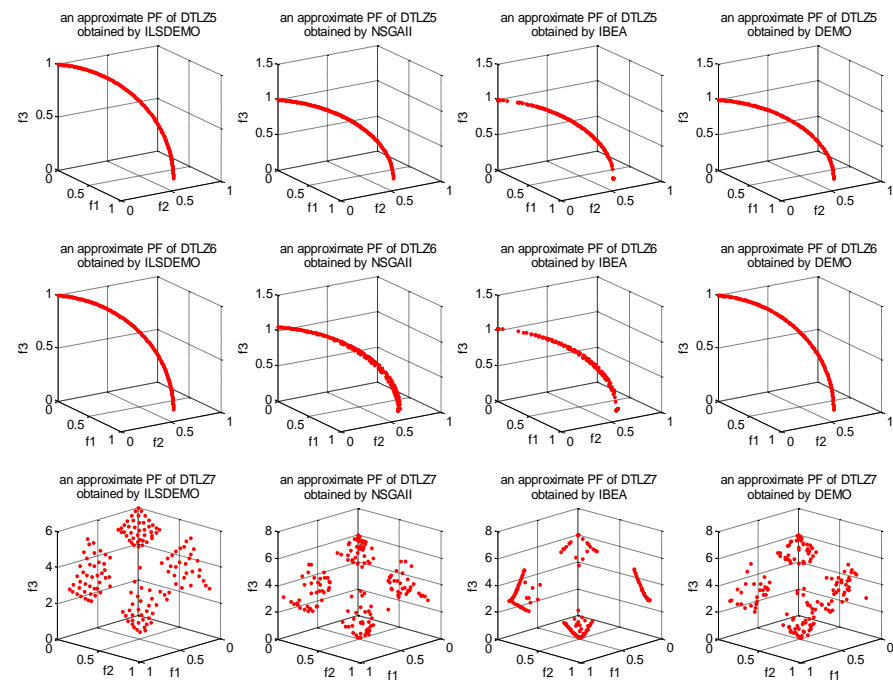 an approximate PF of DTLZ5
obtained by ILSDEMO
1
0.5
0
f3
0
0.5
f1
1
0
f2
0.5
1
an approximate PF of DTLZ5
obtained by NSGAII
1.5
1
0.5
0
f3
0
0.5
f1
1
0
f2
0.5
1
an approximate PF of DTLZ5
obtained by IBEA
1.5
1
0.5
0
f3
0
0.5
f1
1
0
f2
0.5
1
an approximate PF of DTLZ5
obtained by DEMO
1.5
1
0.5
0
f3
0
0.5
f1
1
0
f2
0.5
1
an approximate PF of DTLZ6
obtained by ILSDEMO
1
0.5
0
f3
0
0.5
f1
1
0
f2
0.5
1
an approximate PF of DTLZ6
obtained by NSGAII
1.5
1
0.5
0
f3
0
0.5
f1
1
0
f2
0.5
1
an approximate PF of DTLZ6
obtained by IBEA
1.5
1
0.5
0
f3
0
0.5
f1
1
0
f2
0.5
1
an approximate PF of DTLZ6
obtained by DEMO
1
0.5
0
f3
0
0.5
f1
1
0
f2
0.5
1
an approximate PF of DTLZ7
obtained by ILSDEMO
6
4
2
0
f3
0.5
f2
1
1
f1
0.5
0
an approximate PF of DTLZ7
obtained by NSGAII
8
6
4
2
0
f3
0.5
f2
1
1
f1
0.5
0
an approximate PF of DTLZ7
obtained by IBEA
8
6
4
2
0
f3
0.5
f2
1
1
f1
0.5
0
an approximate PF of DTLZ7
obtained by DEMO
8
6
4
2
0
f3
0.5
f2
1
1
f1
0.5
0